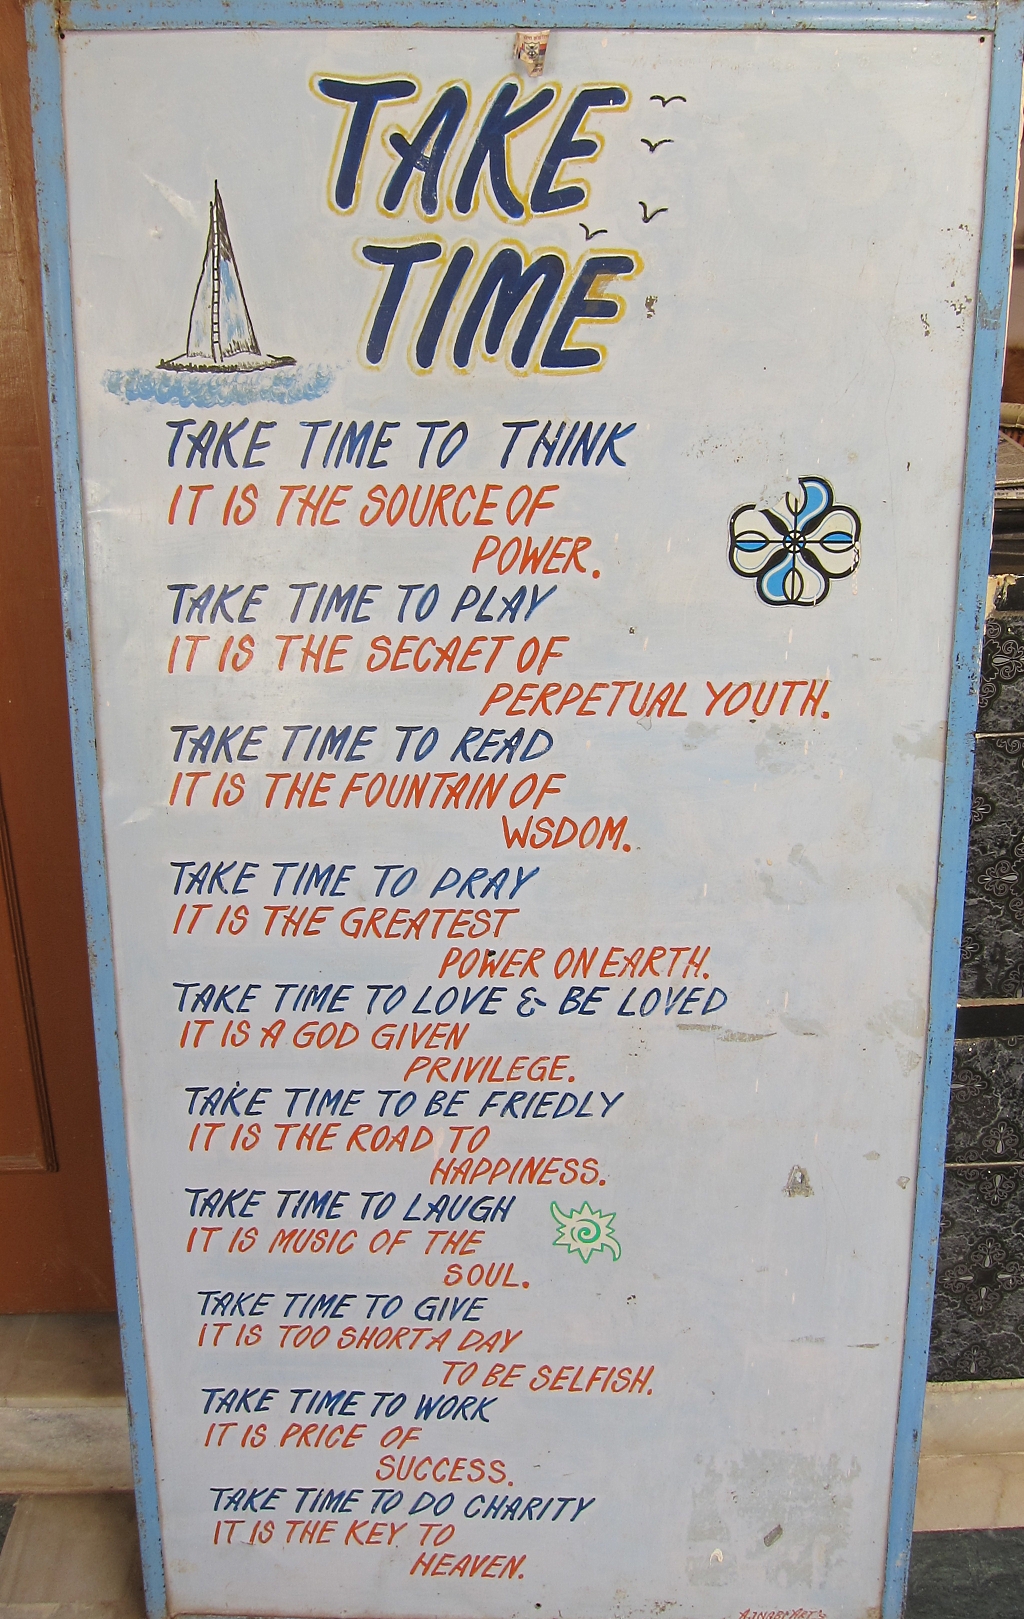 TAKE
TIME
TAKE TIME TO THINK
IT IS THE SOURCE OF
POWER.
TAKE TIME TO PLAY
IT IS THE SECAET OF
PERPETUAL YOUTH.
TAKE TIME TO READ
IT IS THE FOUNTAIN OF
WSDOM.
TAKE TIME TO PRAY
IT IS THE GREATEST
POWER ON EARTH.
TAKE TIME TO LOVE & BE LOVED
IT IS A GOD GIVEN
PRIVILEGE.
TAKE TIME TO BE FRIEDLY
IT IS THE ROAD TO
HAPPINESS.
TAKE TIME TO LAUGH
IT IS MUSIC OF THE
SOUL.
TAKE TIME TO GIVE
IT IS TOO SHORT A DAY
TO BE SELFISH.
TAKE TIME TO WORK
IT IS PRICE OF
SUCCESS.
TAKE TIME TO DO CHARITY
IT IS THE KEY TO
HEAVEN.